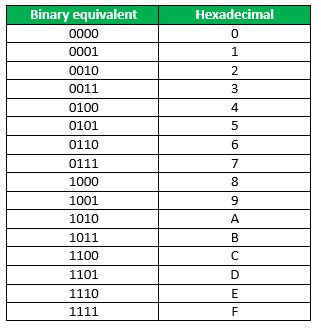 Binary equivalent Hexadecimal
0000 0
0001 1
0010 2
0011 3
0100 4
0101 5
0110 6
0111 7
1000 8
1001 9
1010 A
1011 B
1100 C
1101 D
1110 E
1111 F